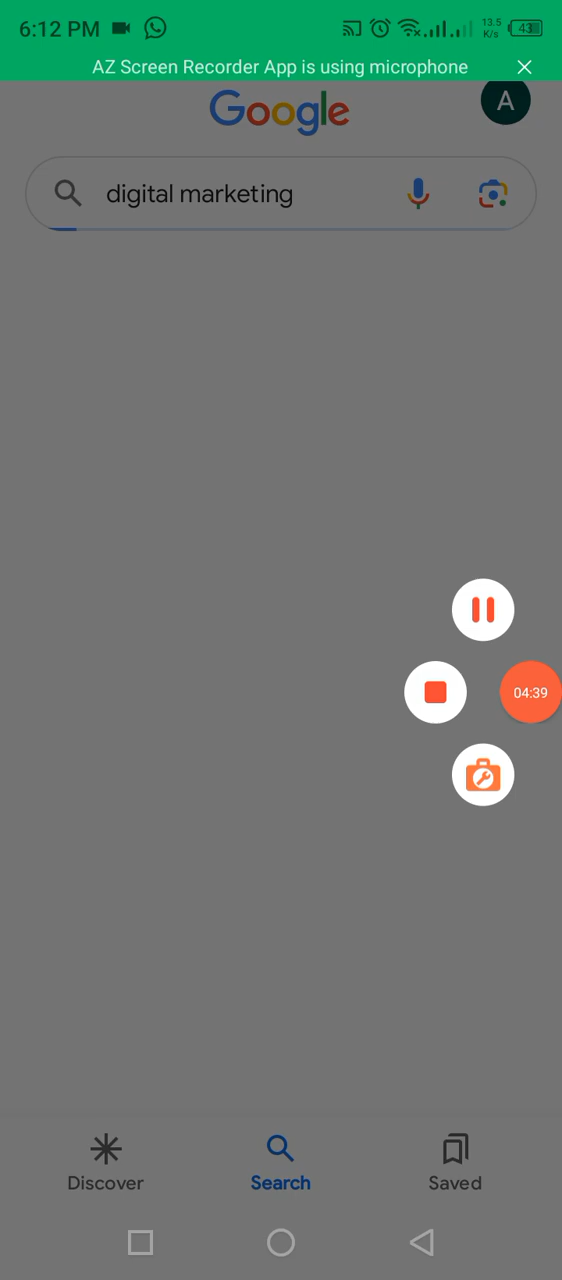 6:12 PM
13.5
K/s
43
AZ Screen Recorder App is using microphone
Google
A
digital marketing
04:39
Discover
Search
Saved